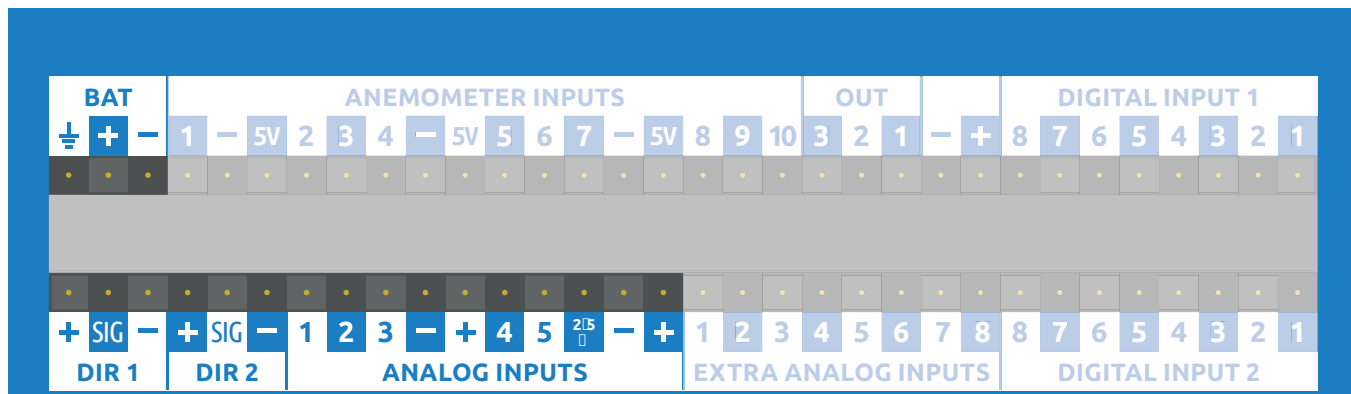 BAT ANEMOMETER INPUTS OUT DIGITAL INPUT 1
+ − 1 − 5V 2 3 4 − 5V 5 6 7 − 5V 8 9 10 3 2 1 − + 8 7 6 5 4 3 2 1
+ SIG − + SIG − 1 2 3 − + 4 5 − + 1 2 3 4 5 6 7 8 8 7 6 5 4 3 2 1
DIR 1 DIR 2 ANALOG INPUTS EXTRA ANALOG INPUTS DIGITAL INPUT 2